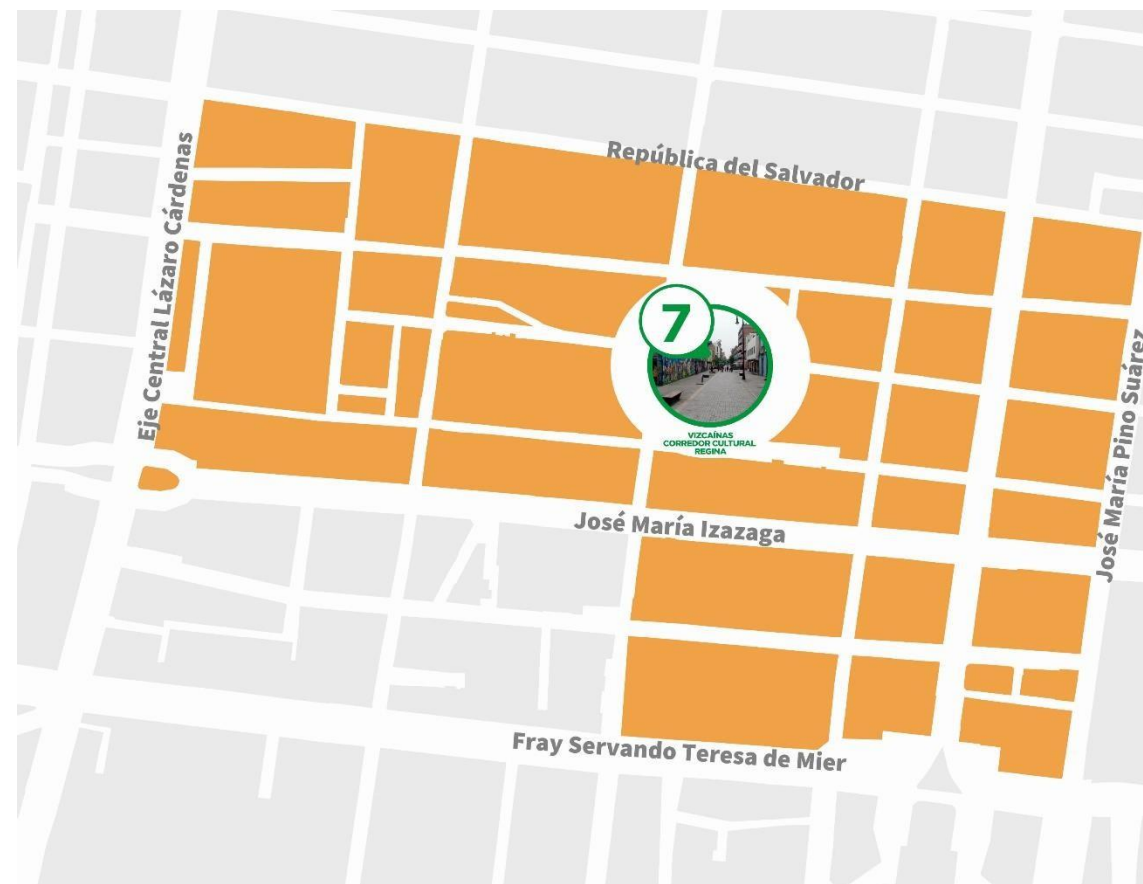 República del Salvador
Eje Central Lázaro Cárdenas
7
VIZCAÍNAS
CORREDOR CULTURAL
REGINA
José María Pino Suárez
José María Izazaga
Fray Servando Teresa de Mier